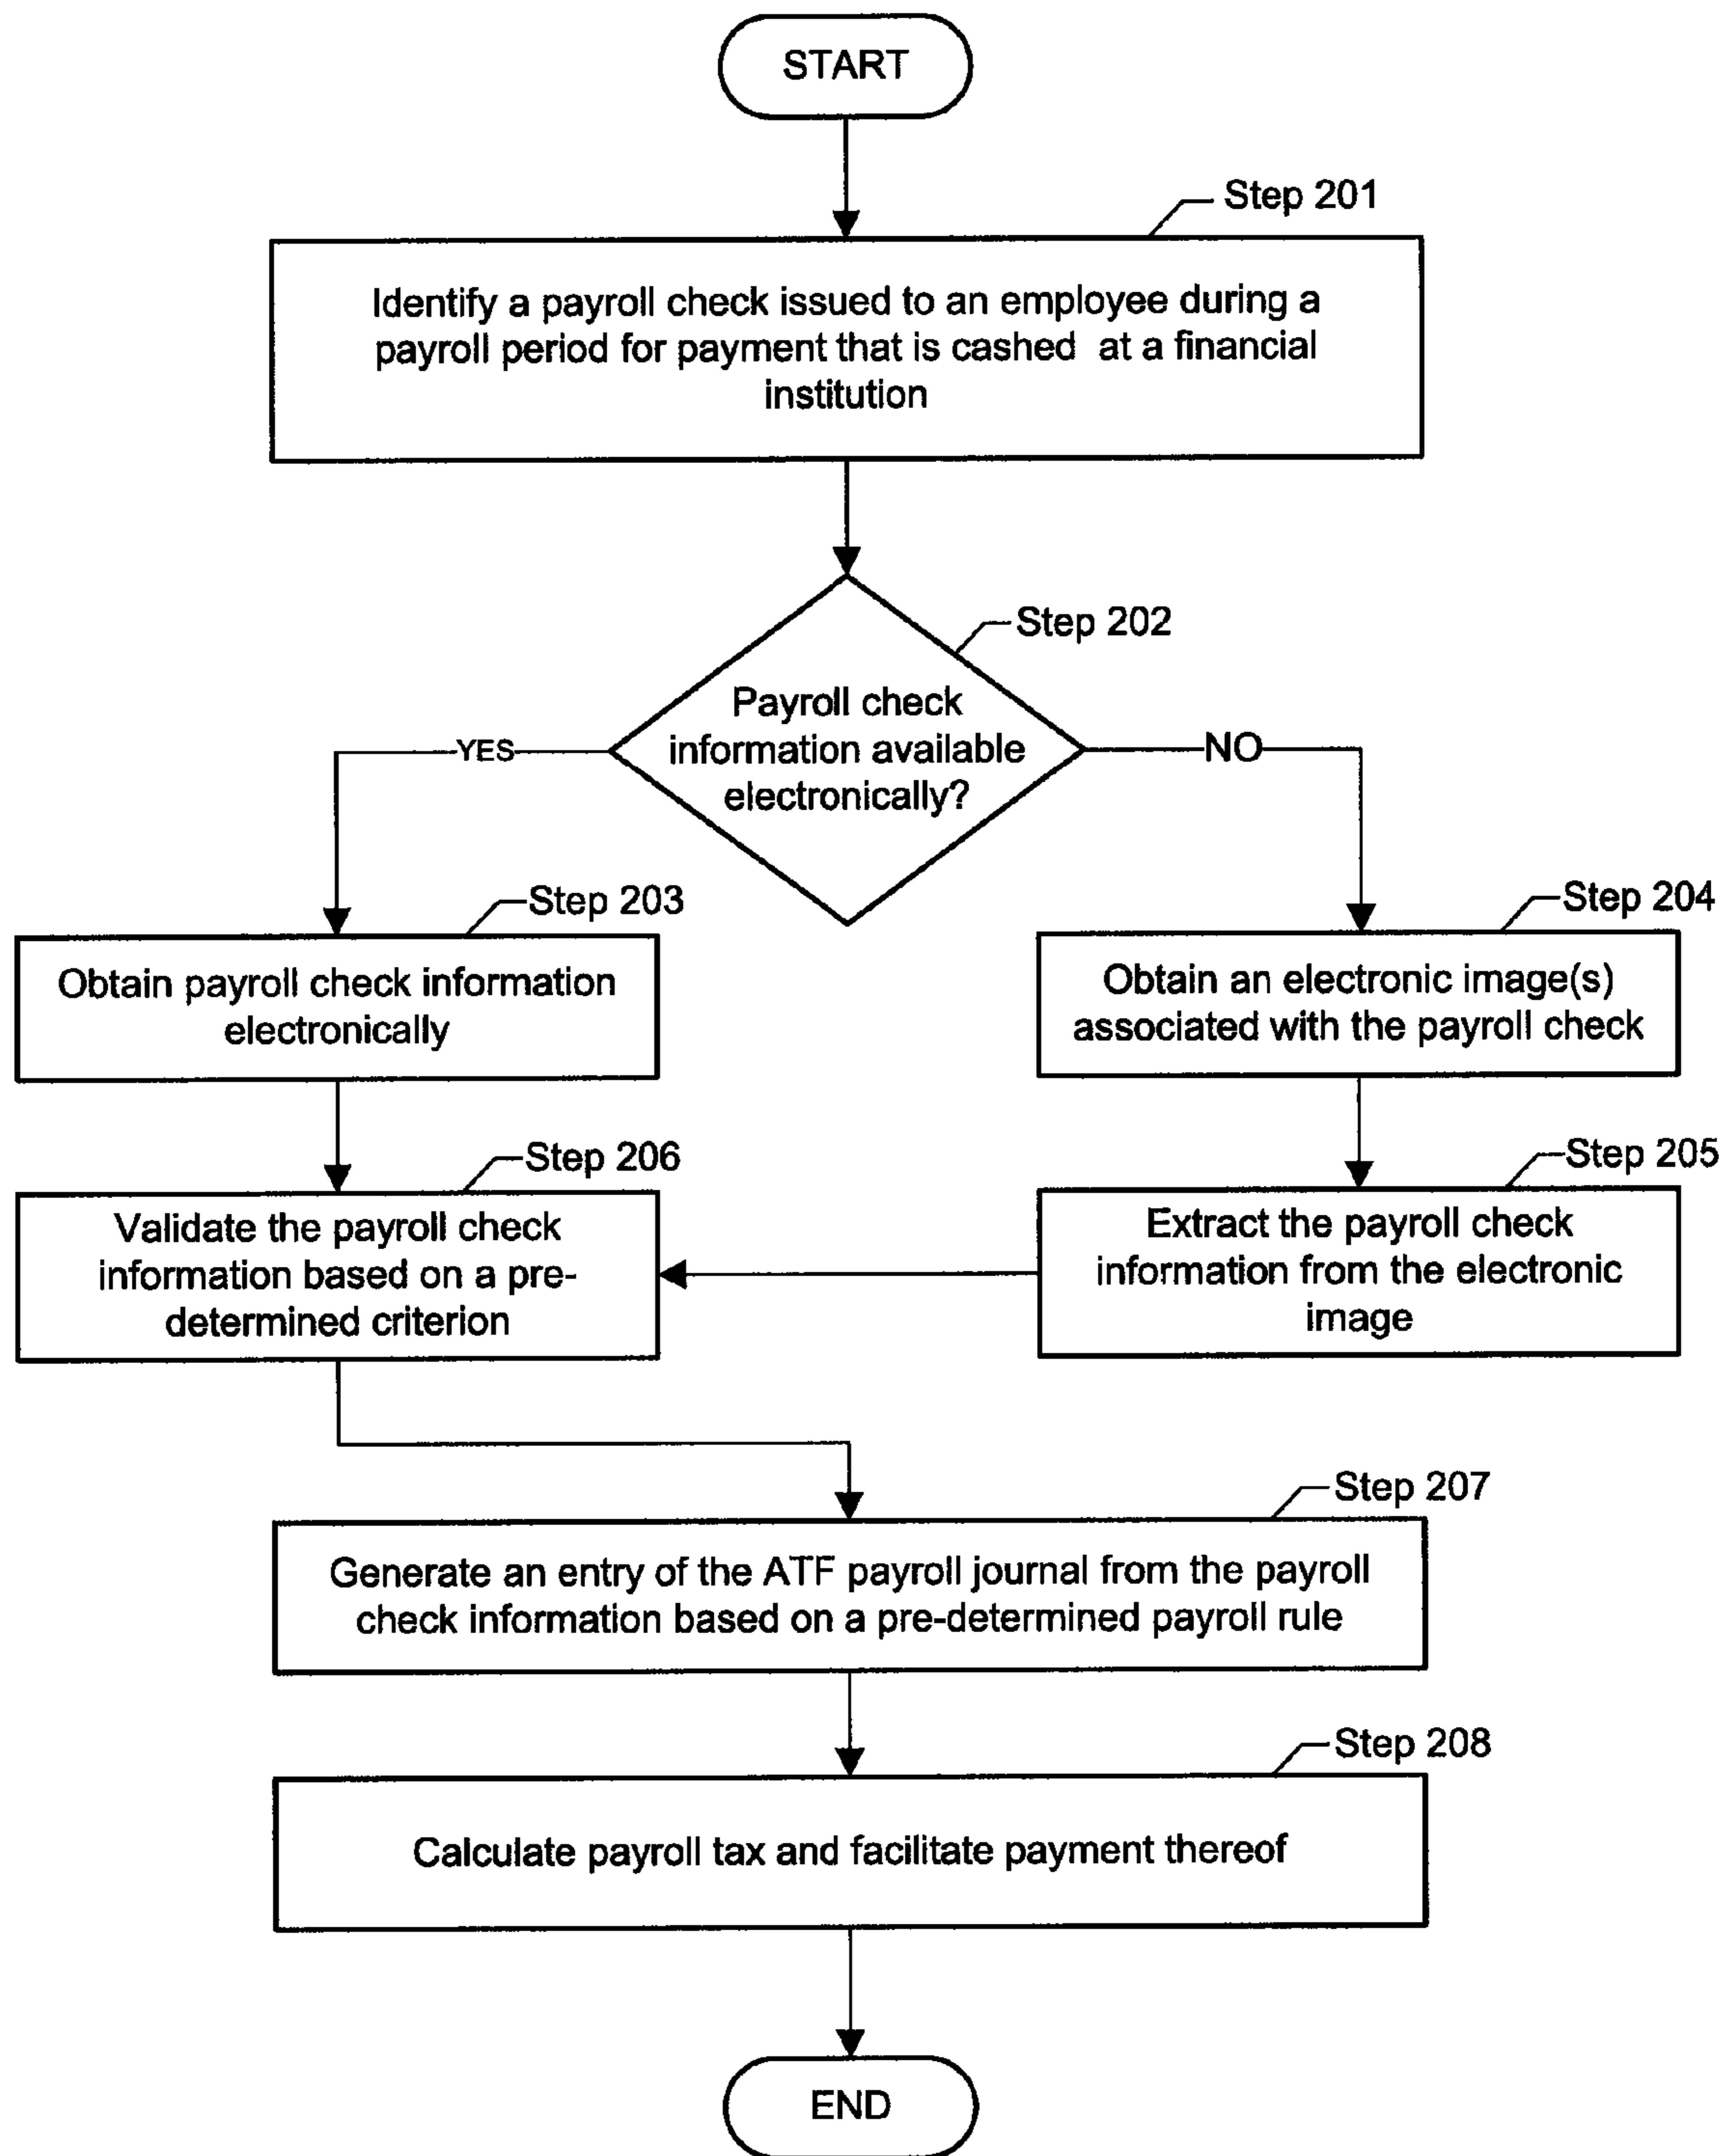 START
Step 201
Identify a payroll check issued to an employee during a
payroll period for payment that is cashed at a financial
institution
Step 202
Payroll check
information available
electronically?
YES
NO
Step 203
Obtain payroll check information
electronically
Step 204
Obtain an electronic image(s)
associated with the payroll check
Step 206
Validate the payroll check
information based on a pre-
determined criterion
Step 205
Extract the payroll check
information from the electronic
image
Step 207
Generate an entry of the ATF payroll journal from the payroll
check information based on a pre-determined payroll rule
Step 208
Calculate payroll tax and facilitate payment thereof
END